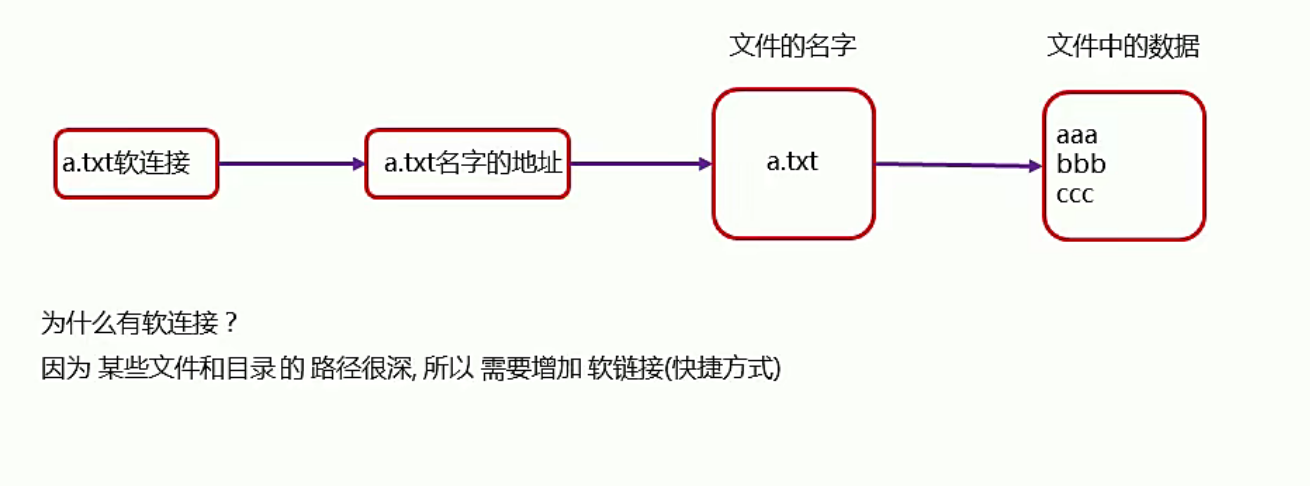 文件的名字
文件中的数据
a.txt软连接
a.txt名字的地址
a.txt
aaa
bbb
ccc
为什么有软连接？
因为 某些文件和目录的 路径很深, 所以 需要增加 软链接(快捷方式)